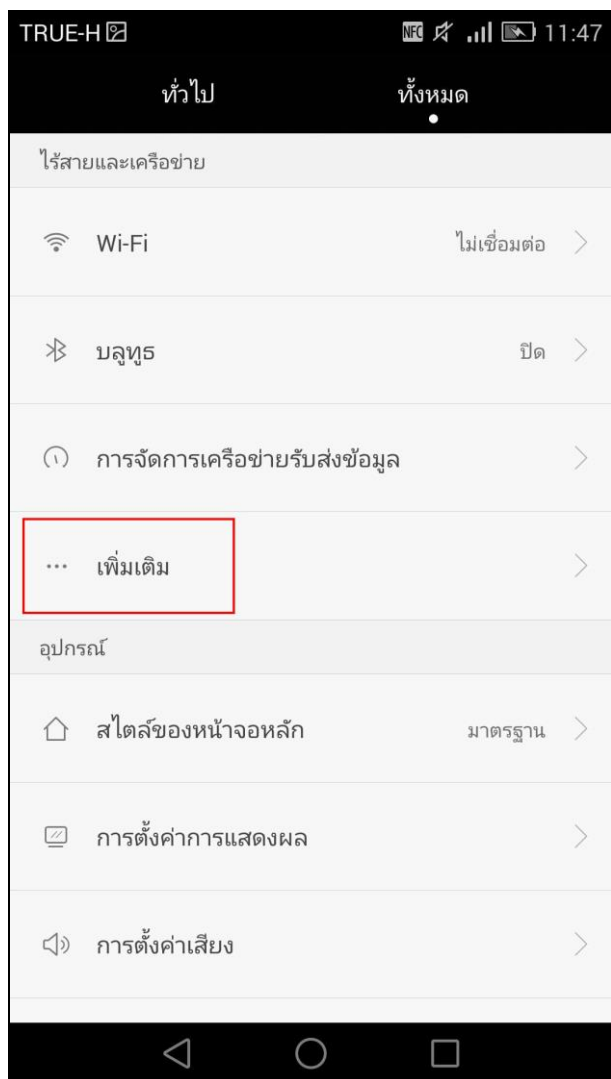 TRUE-H NFC 11:47
ทั่วไป ทั้งหมด
ไร้สายและเครือข่าย
Wi-Fi ไม่เชื่อมต่อ
บลูทูธ ปิด
การจัดการเครือข่ายรับส่งข้อมูล
เพิ่มเติม
อุปกรณ์
สไตล์ของหน้าจอหลัก มาตรฐาน
การตั้งค่าการแสดงผล
การตั้งค่าเสียง